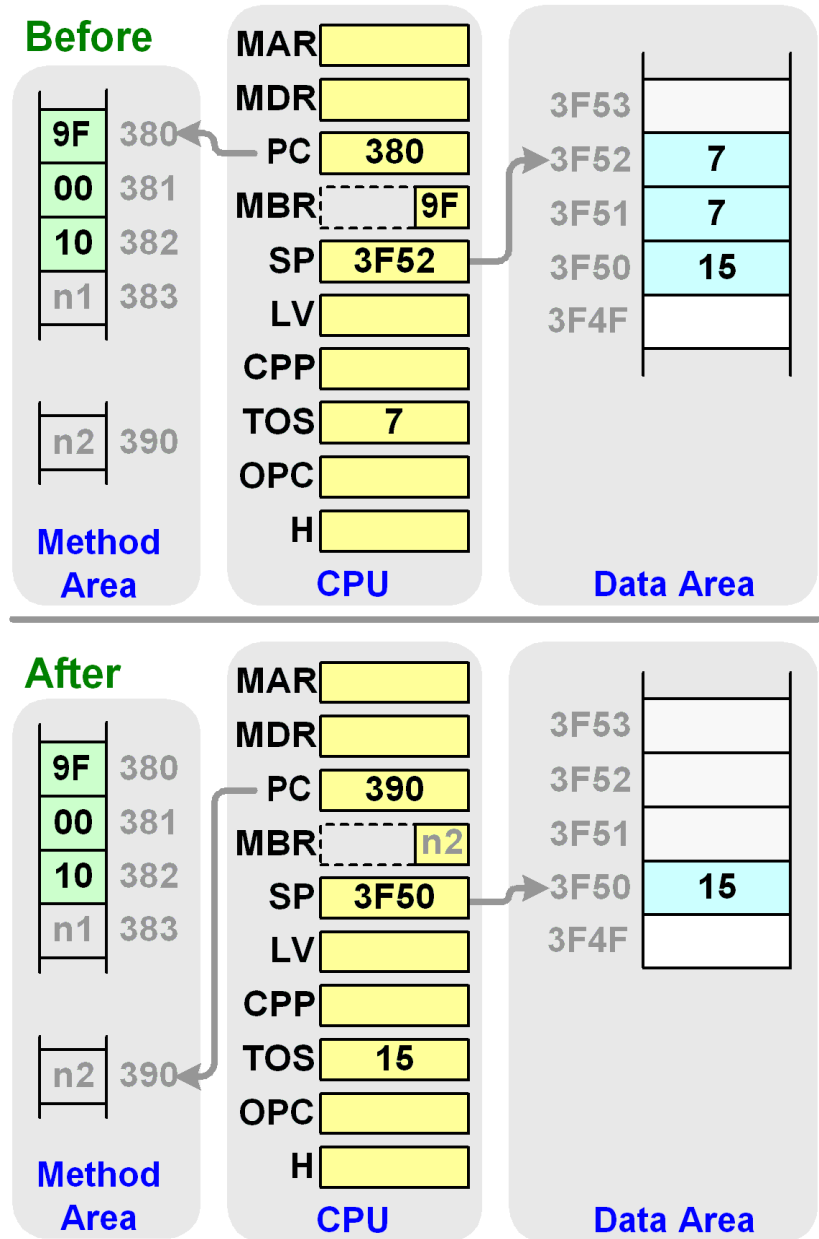 Before
9F 380
00 381
10 382
n1 383
n2 390
Method
Area
MAR
MDR
PC 380
MBR 9F
SP 3F52
LV
CPP
TOS 7
OPC
H
CPU
3F53
3F52 7
3F51 7
3F50 15
3F4F
Data Area
After
9F 380
00 381
10 382
n1 383
n2 390
Method
Area
MAR
MDR
PC 390
MBR n2
SP 3F50
LV
CPP
TOS 15
OPC
H
CPU
3F53
3F52
3F51
3F50 15
3F4F
Data Area